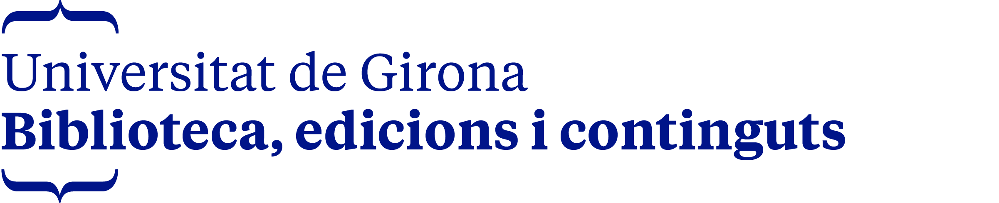 Universitat de Girona
Biblioteca, edicions i continguts